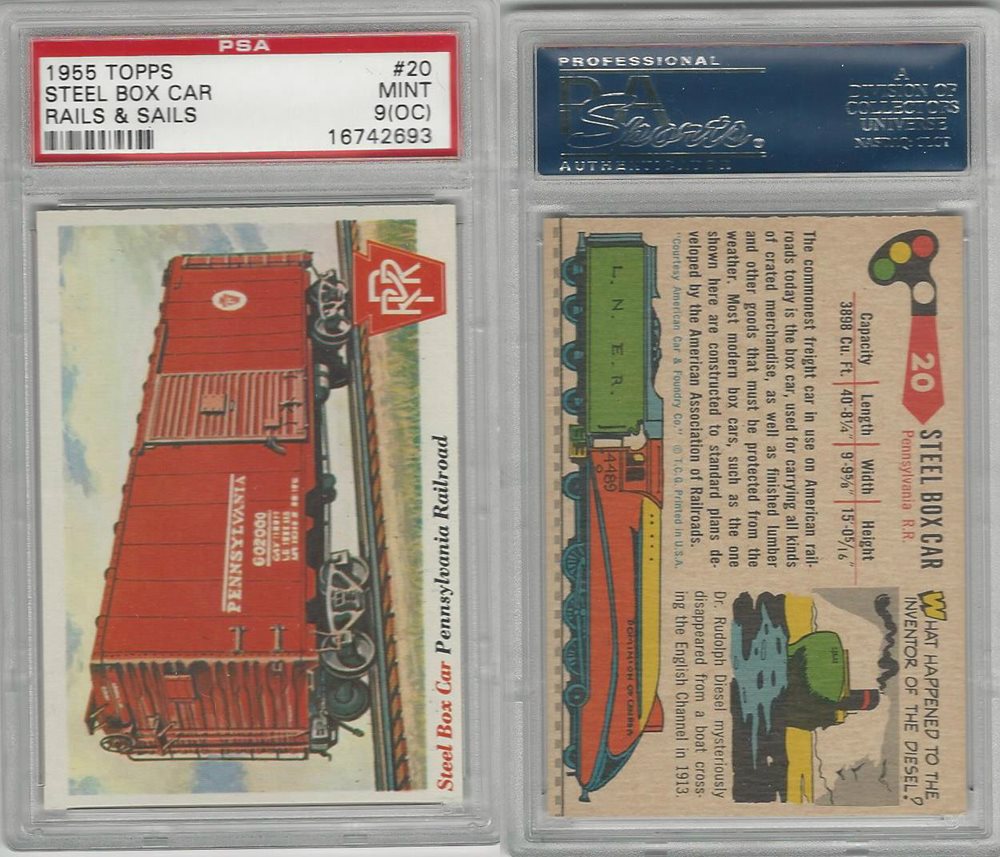 PSA
1955 TOPPS #20
STEEL BOX CAR MINT
RAILS & SAILS 9(OC)
16742693
PRR
PENNSYLVANIA
602000
Steel Box Car Pennsylvania Railroad
PROFESSIONAL
PSA
Sports
AUTHENTICATOR
A
DIVISION OF
COLLECTORS
UNIVERSE
20
STEEL BOX CAR
Pennsylvania R.R.
Capacity Length Width Height
3898 Cu. Ft. 40-8¼" 9-9⅝" 15'-0 5/16"
The commonest freight car in use on American rail-
roads today is the box car, used for carrying all kinds
of crated merchandise, as well as finished lumber
and other goods that must be protected from the
weather. Most modern box cars, such as the one
shown here are constructed to standard plans de-
veloped by the American Association of Railroads.
"Courtesy American Car & Foundry Co." © T.C.G. Printed in U.S.A.
L. N. E. R.
4489
DOMINION OF CANADA
WHAT HAPPENED TO THE
INVENTOR OF THE DIESEL?
Dr. Rudolph Diesel mysteriously
disappeared from a boat cross-
ing the English Channel in 1913.